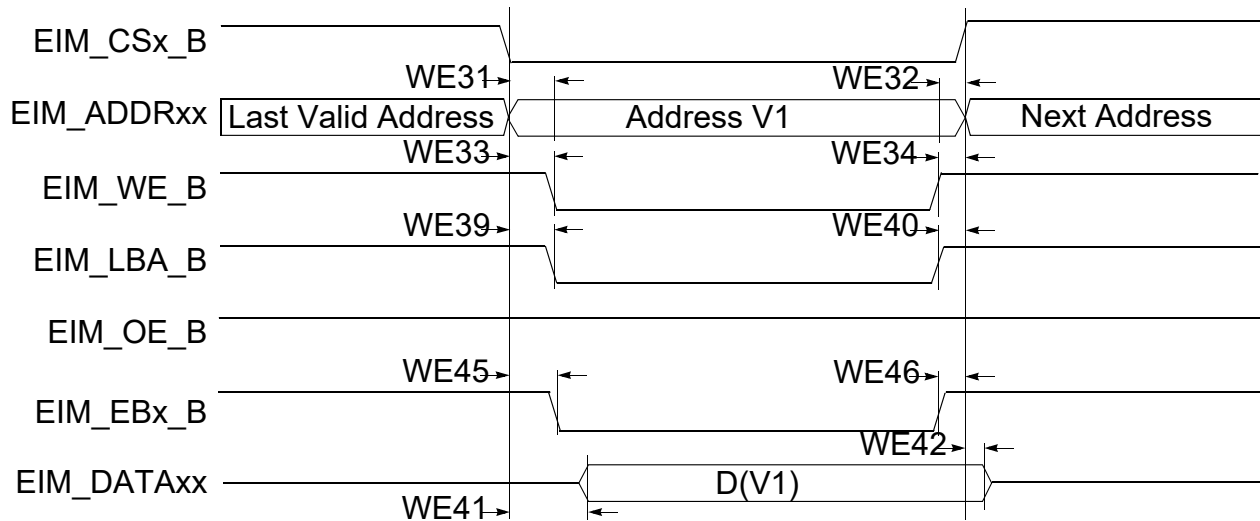 EIM_CSx_B
WE31 WE32
EIM_ADDRxx Last Valid Address Address V1 Next Address
WE33 WE34
EIM_WE_B
WE39 WE40
EIM_LBA_B
EIM_OE_B
WE45 WE46
EIM_EBx_B
WE42
EIM_DATAxx D(V1)
WE41